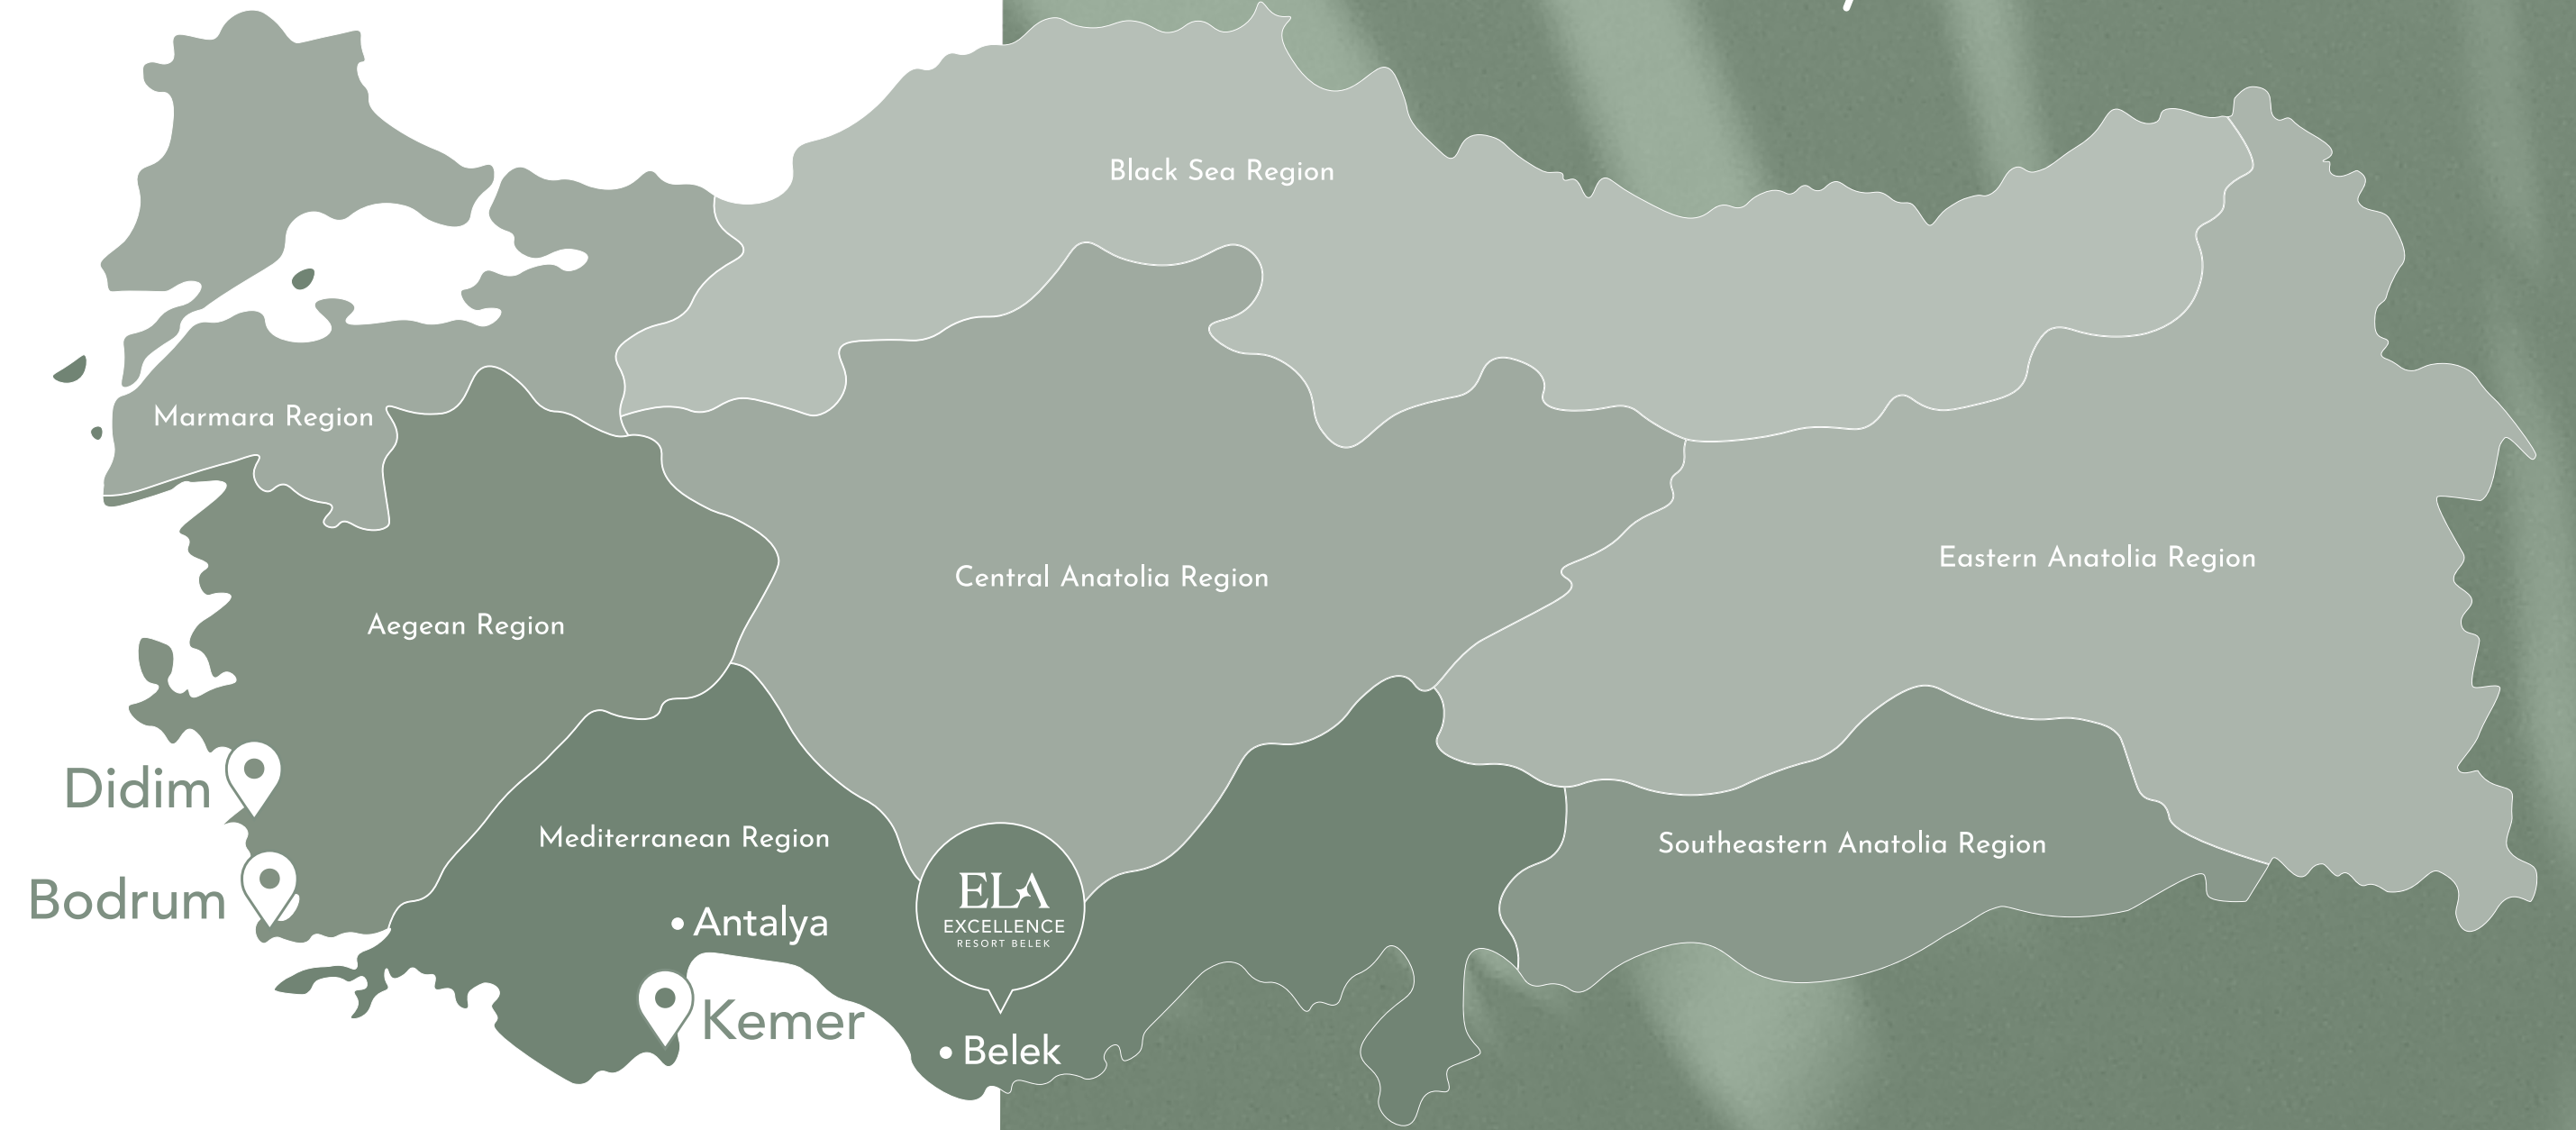 Black Sea Region
Marmara Region
Eastern Anatolia Region
Central Anatolia Region
Aegean Region
Didim
Mediterranean Region
Southeastern Anatolia Region
Bodrum
ELA
EXCELLENCE
RESORT BELEK
• Antalya
Kemer
• Belek